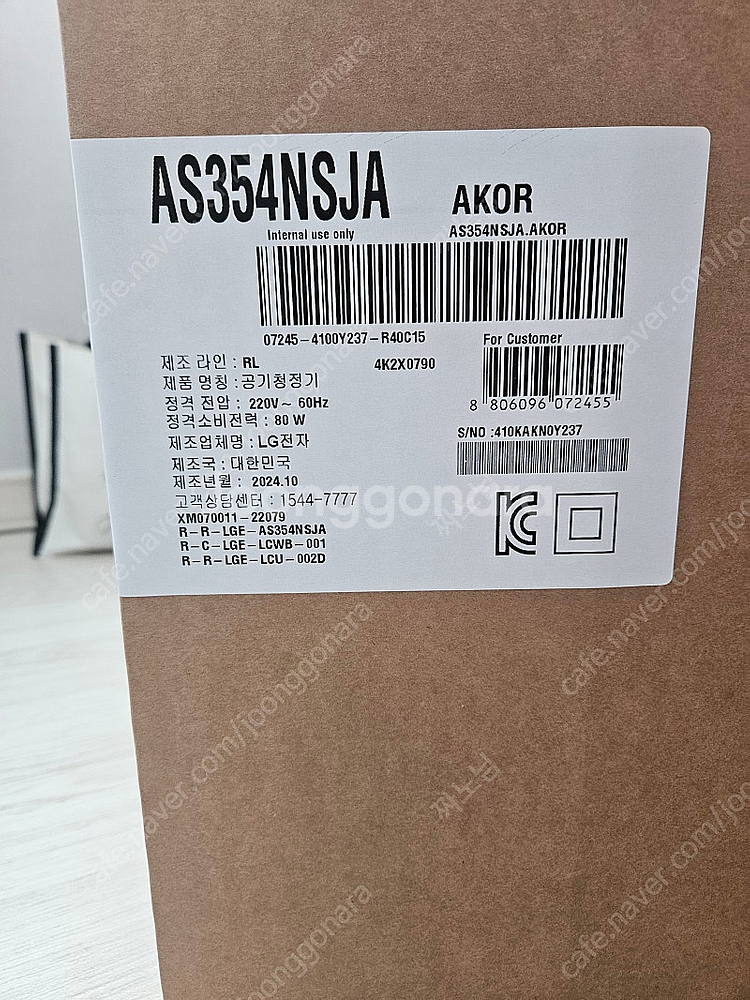 AS354NSJA AKOR
Internal use only AS354NSJA.AKOR
07245-4100Y237-R40C15 For Customer
제조 라인 : RL 4K2X0790
제품 명칭 : 공기청정기
정격 전압 : 220V~ 60Hz 8 806096 072455
정격소비전력 : 80 W
제조업체명 : LG전자 S/NO :410KAKN0Y237
제조국 : 대한민국
제조년월 : 2024.10
고객상담센터 : 1544-7777
XM070011-22079
R-R-LGE-AS354NSJA
R-C-LGE-LCWB-001
R-R-LGE-LCU-002D
joonggonara
cafe.naver.com/joonggonara
찌노님